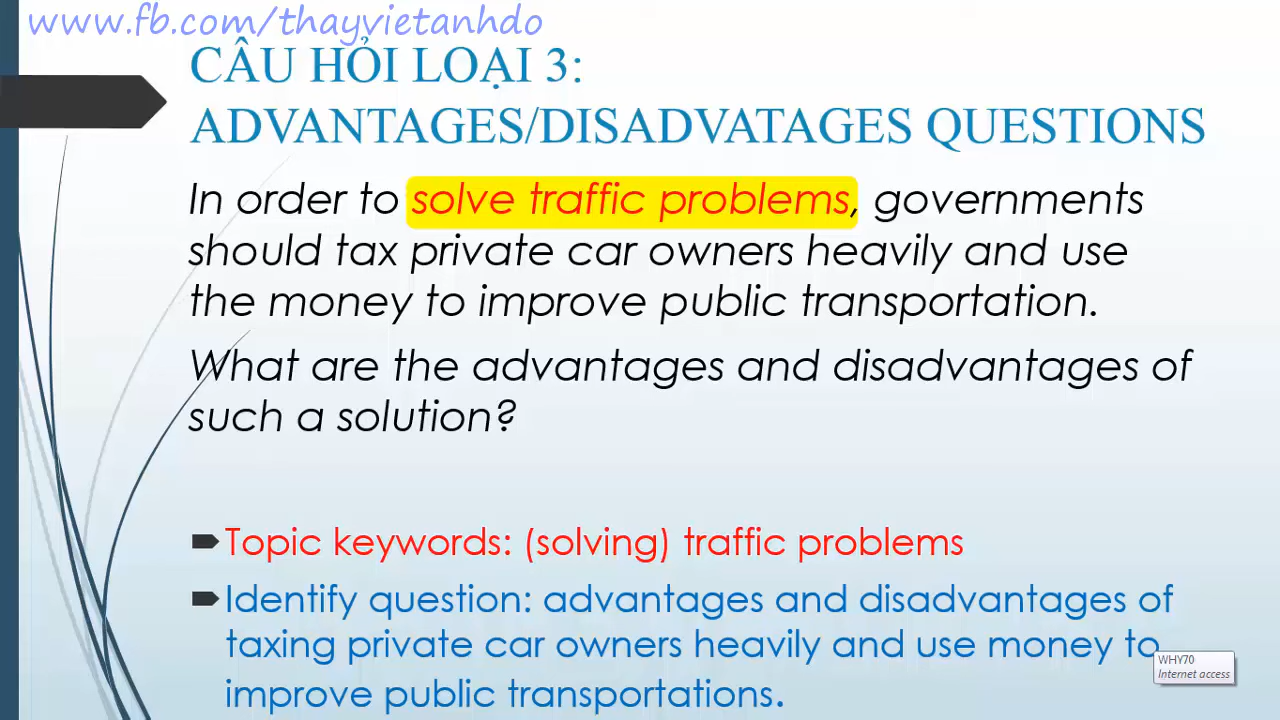 www.fb.com/thayvietanhdo
CÂU HỎI LOẠI 3:
ADVANTAGES/DISADVATAGES QUESTIONS
In order to solve traffic problems, governments
should tax private car owners heavily and use
the money to improve public transportation.
What are the advantages and disadvantages of
such a solution?
Topic keywords: (solving) traffic problems
Identify question: advantages and disadvantages of
taxing private car owners heavily and use money to
improve public transportations.
WHY70
Internet access